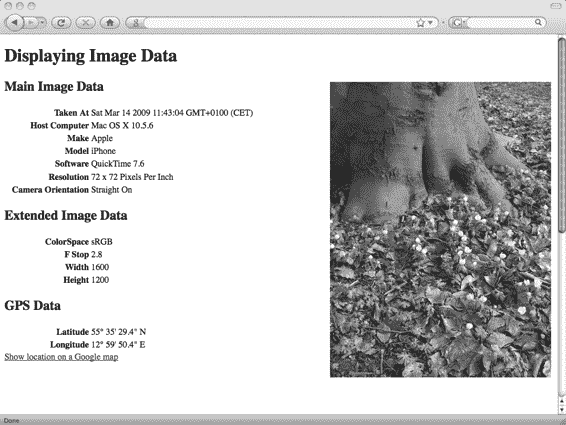 Displaying Image Data
Main Image Data
Taken At Sat Mar 14 2009 11:43:04 GMT+0100 (CET)
Host Computer Mac OS X 10.5.6
Make Apple
Model iPhone
Software QuickTime 7.6
Resolution 72 x 72 Pixels Per Inch
Camera Orientation Straight On
Extended Image Data
ColorSpace sRGB
F Stop 2.8
Width 1600
Height 1200
GPS Data
Latitude 55° 35' 29.4" N
Longitude 12° 59' 50.4" E
Show location on a Google map
Done